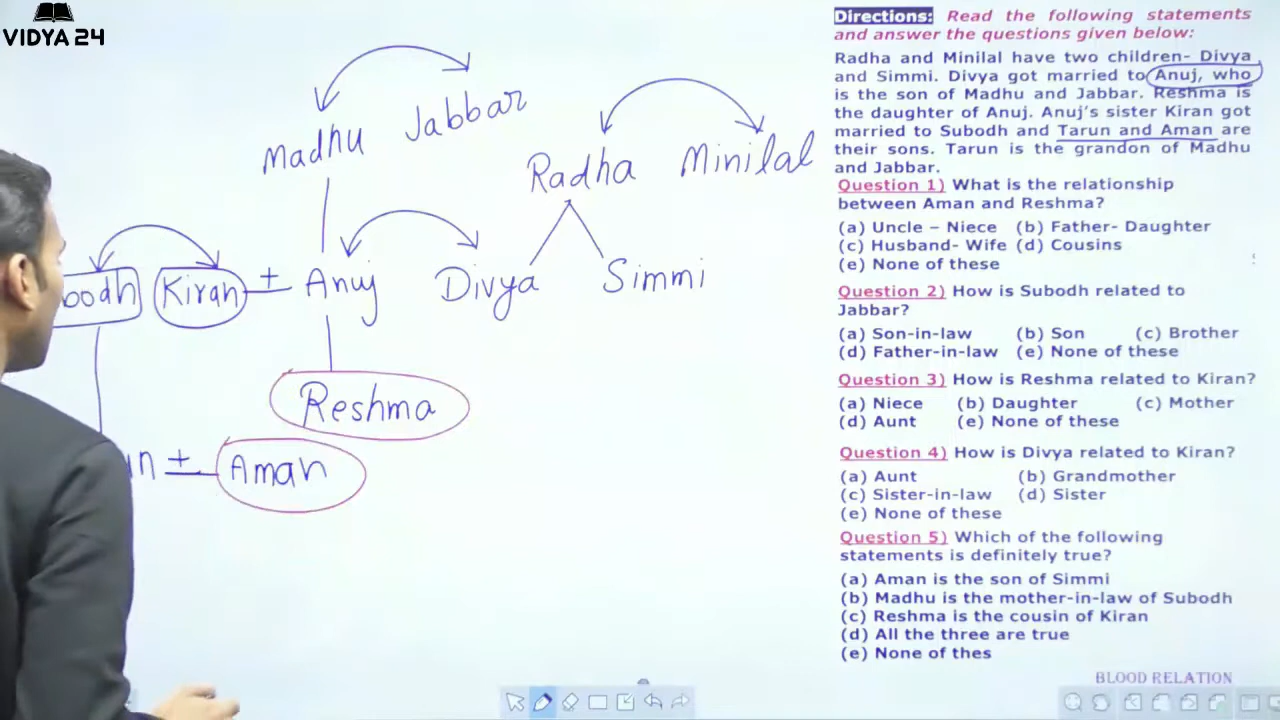 VIDYA 24
Madhu Jabbar
Radha Minilal
Kiran ± Anuj Divya Simmi
Reshma
± Aman
Directions: Read the following statements
and answer the questions given below:
Radha and Minilal have two children- Divya
and Simmi. Divya got married to Anuj, who
is the son of Madhu and Jabbar. Reshma is
the daughter of Anuj. Anuj's sister Kiran got
married to Subodh and Tarun and Aman are
their sons. Tarun is the grandon of Madhu
and Jabbar.
Question 1) What is the relationship
between Aman and Reshma?
(a) Uncle – Niece (b) Father- Daughter
(c) Husband- Wife (d) Cousins
(e) None of these
Question 2) How is Subodh related to
Jabbar?
(a) Son-in-law (b) Son (c) Brother
(d) Father-in-law (e) None of these
Question 3) How is Reshma related to Kiran?
(a) Niece (b) Daughter (c) Mother
(d) Aunt (e) None of these
Question 4) How is Divya related to Kiran?
(a) Aunt (b) Grandmother
(c) Sister-in-law (d) Sister
(e) None of these
Question 5) Which of the following
statements is definitely true?
(a) Aman is the son of Simmi
(b) Madhu is the mother-in-law of Subodh
(c) Reshma is the cousin of Kiran
(d) All the three are true
(e) None of thes
BLOOD RELATION